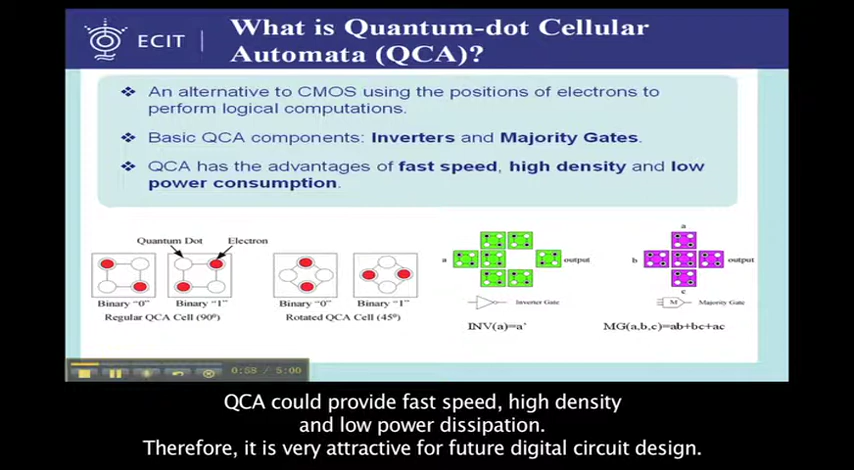 ECIT
What is Quantum-dot Cellular
Automata (QCA)?
❖ An alternative to CMOS using the positions of electrons to
perform logical computations.
❖ Basic QCA components: Inverters and Majority Gates.
❖ QCA has the advantages of fast speed, high density and low
power consumption.
Quantum Dot Electron
Binary “0” Binary “1”
Regular QCA Cell (90⁰)
Binary “0” Binary “1”
Rotated QCA Cell (45⁰)
a output
Inverter Gate
INV(a)=a’
a
b output
c
M Majority Gate
MG(a,b,c)=ab+bc+ac
0:58 / 5:00
QCA could provide fast speed, high density
and low power dissipation.
Therefore, it is very attractive for future digital circuit design.